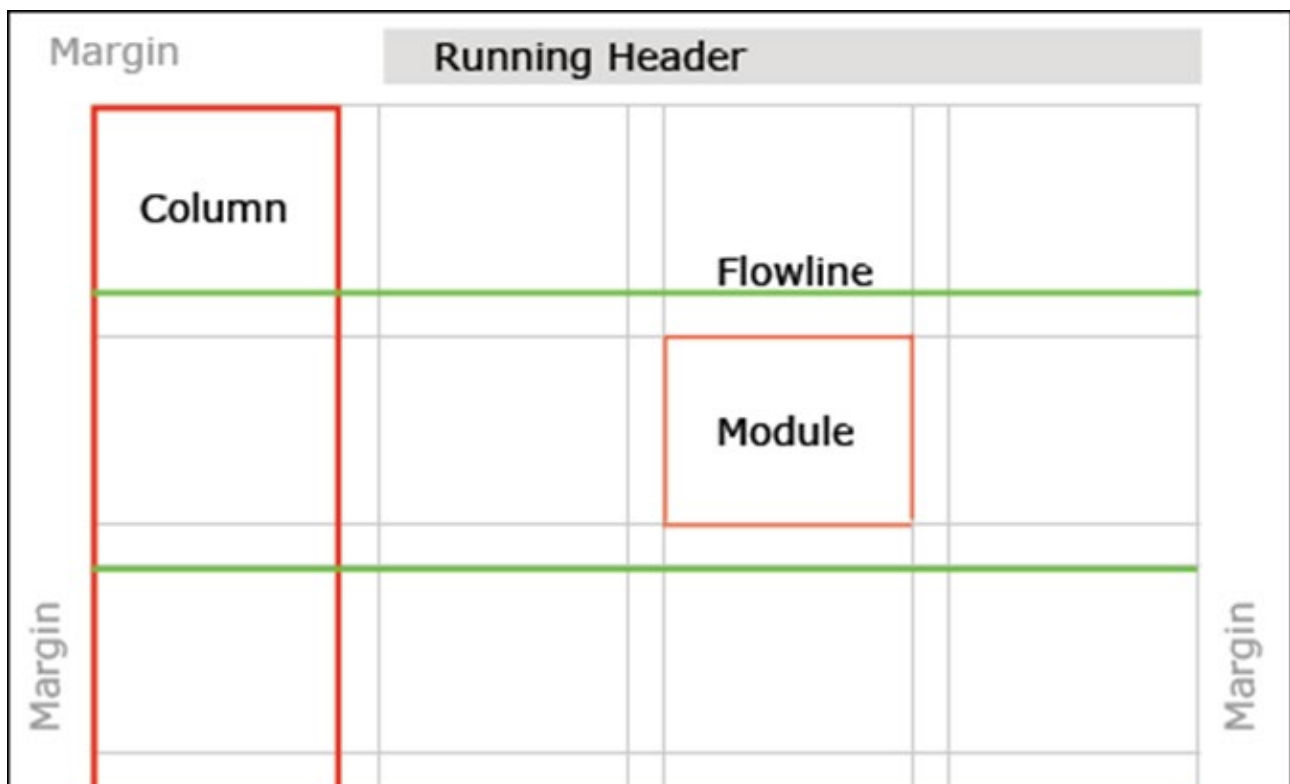 Margin
Running Header
Column
Flowline
Module
Margin
Margin